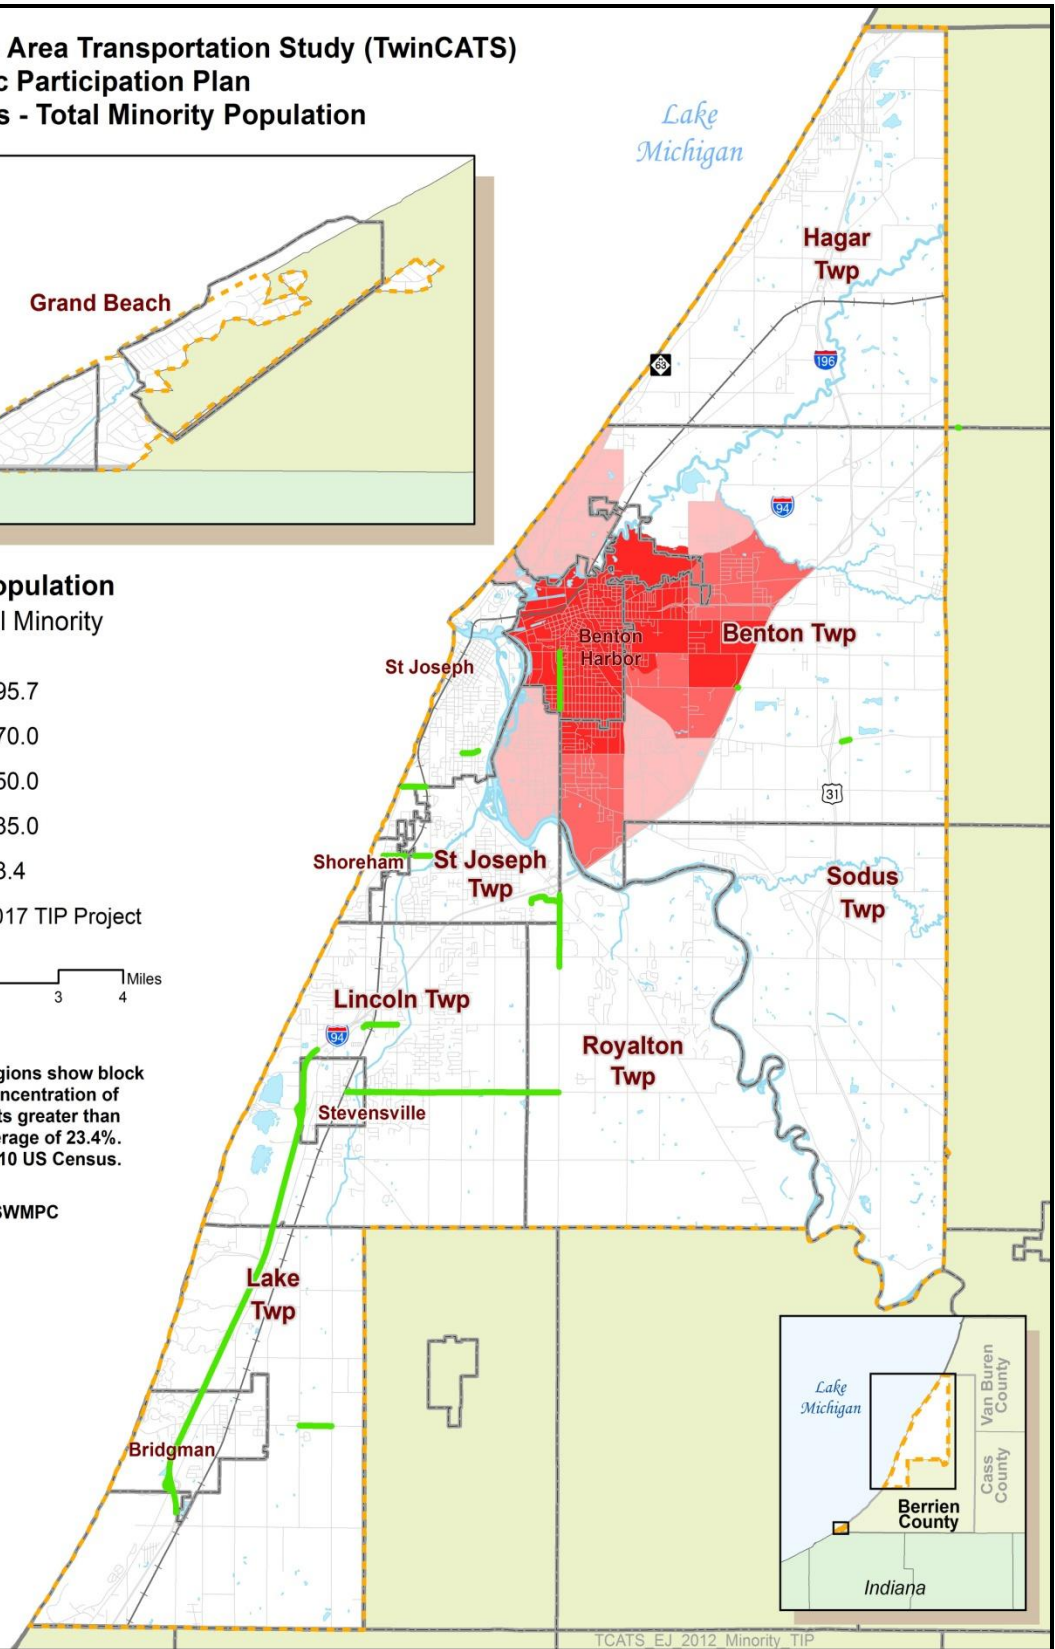 Area Transportation Study (TwinCATS)
c Participation Plan
s - Total Minority Population
Lake
Michigan
Hagar
Twp
Grand Beach
63
196
94
opulation
l Minority
95.7
70.0
50.0
35.0
3.4
017 TIP Project
3 4 Miles
Benton
Harbor
Benton Twp
St Joseph
31
Shoreham
St Joseph
Twp
Sodus
Twp
Lincoln Twp
94
Royalton
Twp
gions show block
oncentration of
ts greater than
erage of 23.4%.
10 US Census.
SWMPC
Stevensville
Lake
Twp
Bridgman
Lake
Michigan
Van Buren
County
Cass
County
Berrien
County
Indiana
TCATS_EJ_2012_Minority_TIP